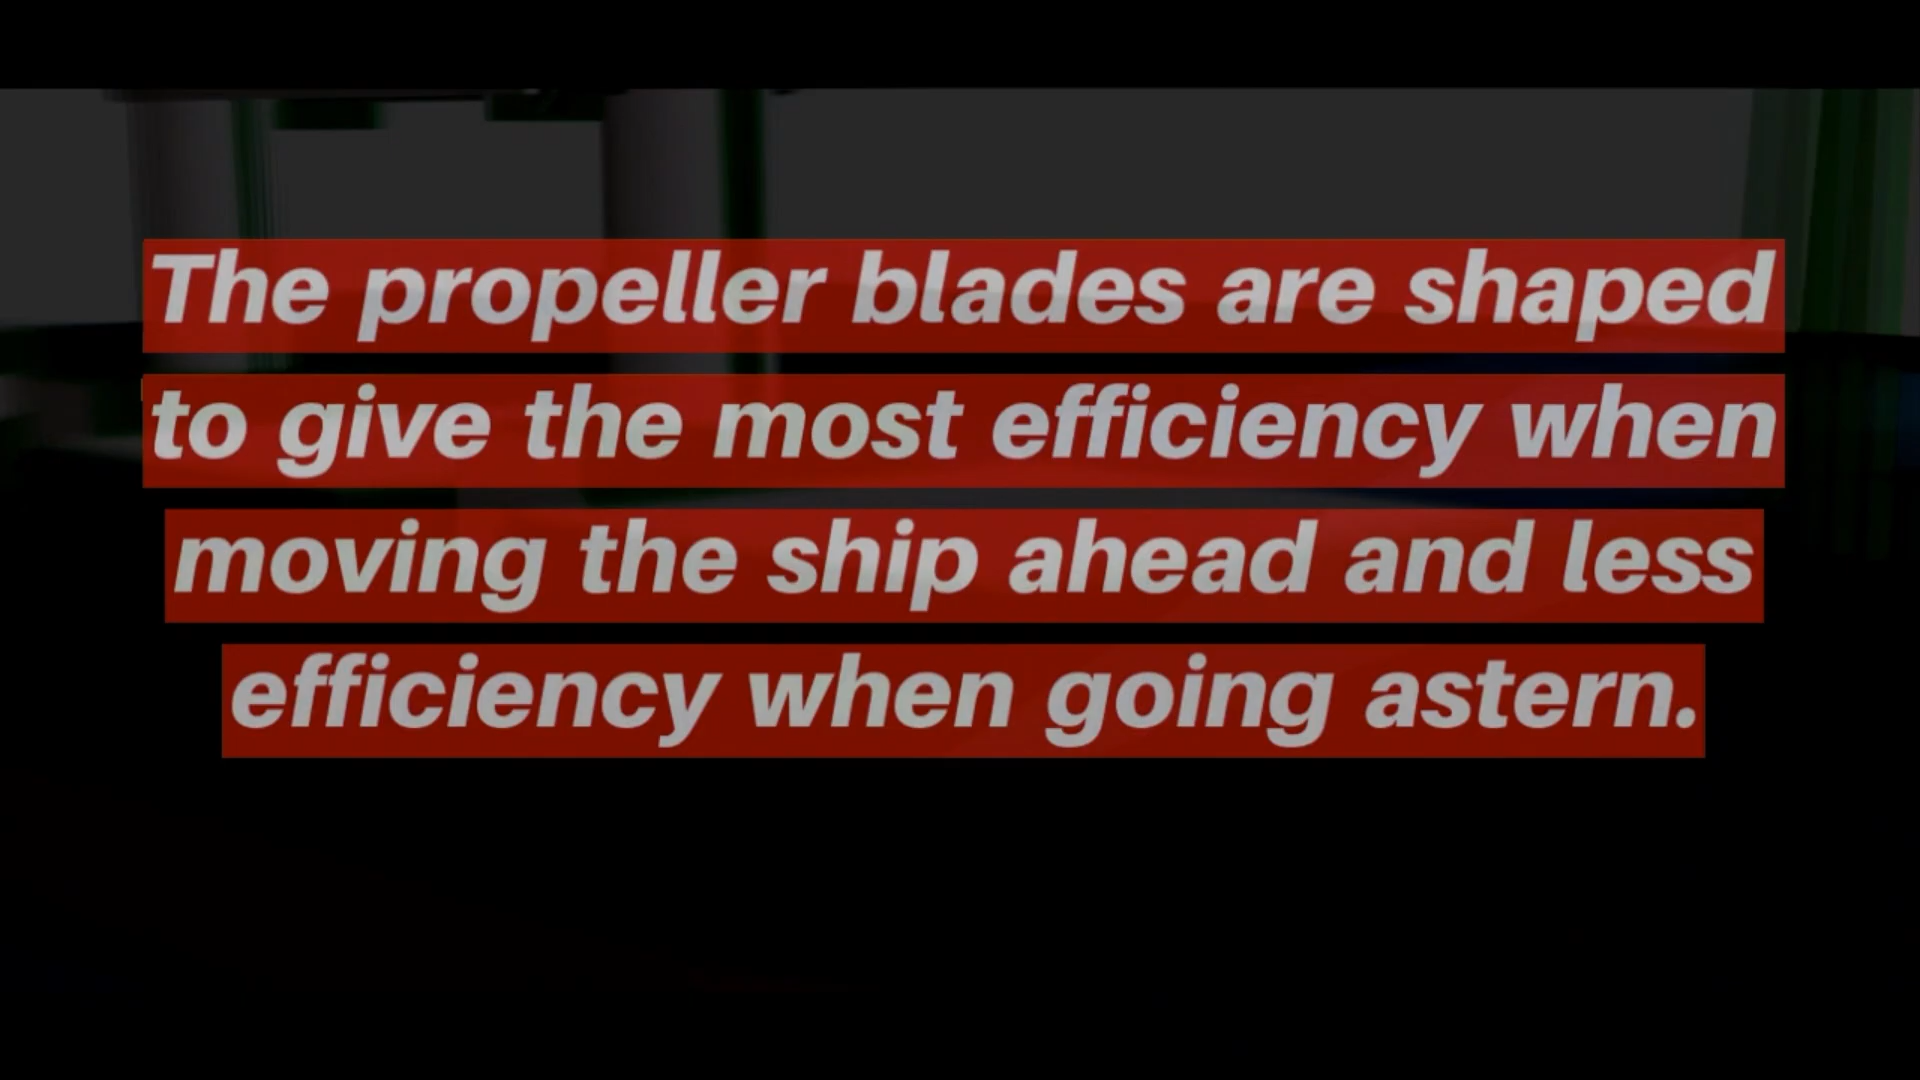 The propeller blades are shaped
to give the most efficiency when
moving the ship ahead and less
efficiency when going astern.